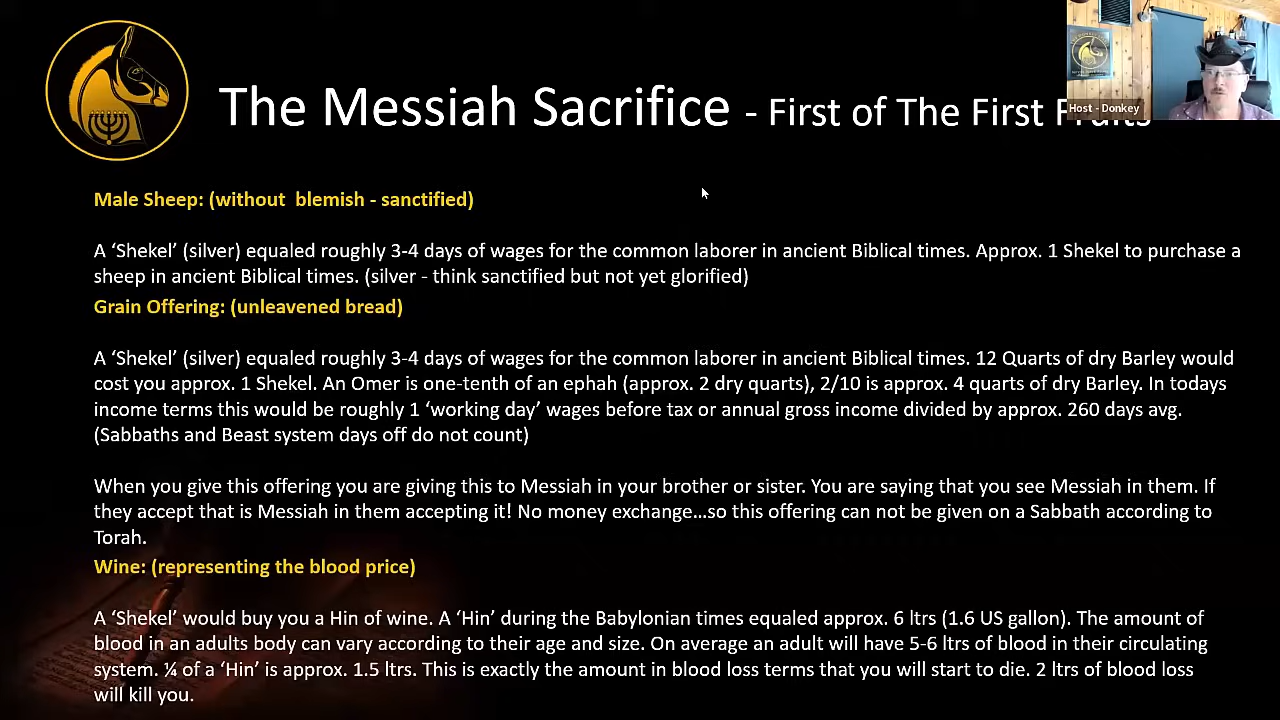 The Messiah Sacrifice - First of The First Fruits
Host - Donkey
Male Sheep: (without  blemish - sanctified)
A ‘Shekel’ (silver) equaled roughly 3-4 days of wages for the common laborer in ancient Biblical times. Approx. 1 Shekel to purchase a
sheep in ancient Biblical times. (silver - think sanctified but not yet glorified)
Grain Offering: (unleavened bread)
A ‘Shekel’ (silver) equaled roughly 3-4 days of wages for the common laborer in ancient Biblical times. 12 Quarts of dry Barley would
cost you approx. 1 Shekel. An Omer is one-tenth of an ephah (approx. 2 dry quarts), 2/10 is approx. 4 quarts of dry Barley. In todays
income terms this would be roughly 1 ‘working day’ wages before tax or annual gross income divided by approx. 260 days avg.
(Sabbaths and Beast system days off do not count)
When you give this offering you are giving this to Messiah in your brother or sister. You are saying that you see Messiah in them. If
they accept that is Messiah in them accepting it! No money exchange…so this offering can not be given on a Sabbath according to
Torah.
Wine: (representing the blood price)
A ‘Shekel’ would buy you a Hin of wine. A ‘Hin’ during the Babylonian times equaled approx. 6 ltrs (1.6 US gallon). The amount of
blood in an adults body can vary according to their age and size. On average an adult will have 5-6 ltrs of blood in their circulating
system. ¼ of a ‘Hin’ is approx. 1.5 ltrs. This is exactly the amount in blood loss terms that you will start to die. 2 ltrs of blood loss
will kill you.